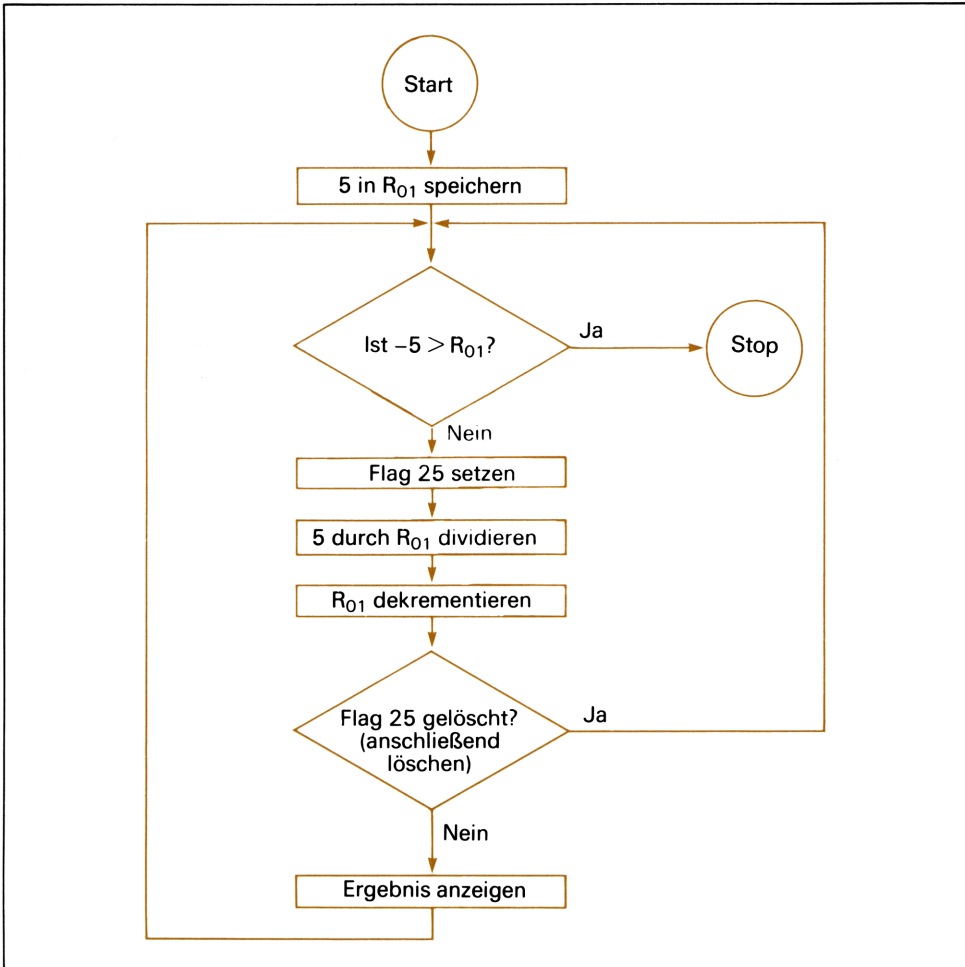 Start
5 in R01 speichern
Ist –5 > R01?
Ja
Stop
Nein
Flag 25 setzen
5 durch R01 dividieren
R01 dekrementieren
Flag 25 gelöscht?
(anschließend
löschen)
Ja
Nein
Ergebnis anzeigen